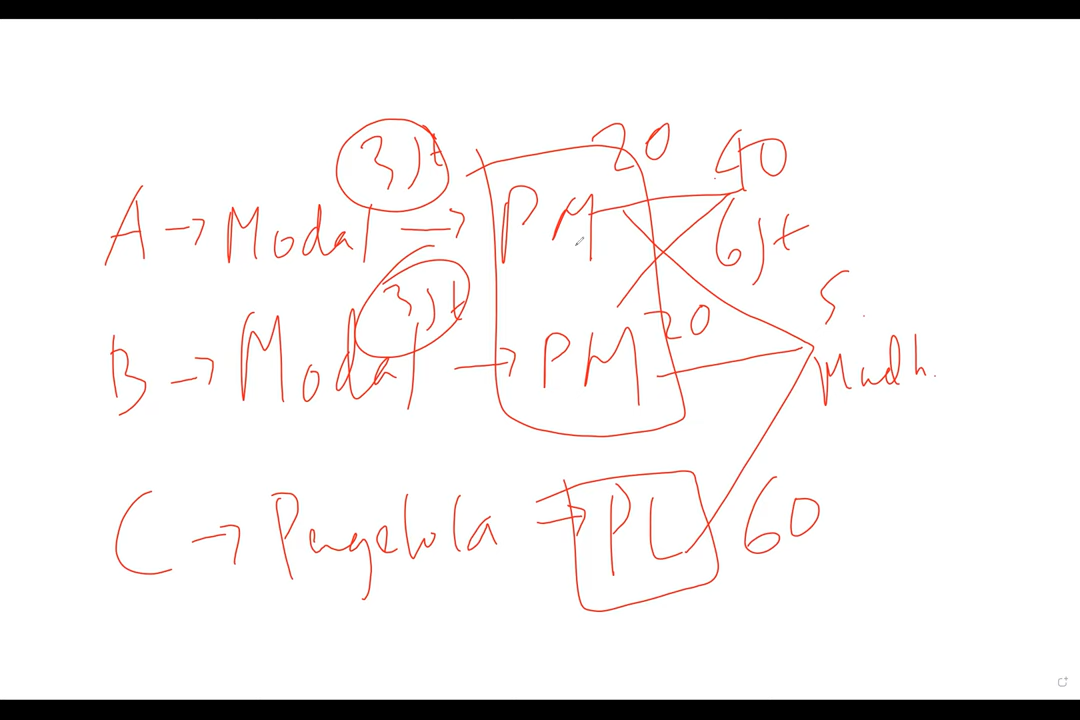 3jt 20 40
A → Modal → PM
6jt
3jt 20 S.
B → Modal → PM Mudh.
C → Pengelola → PL 60